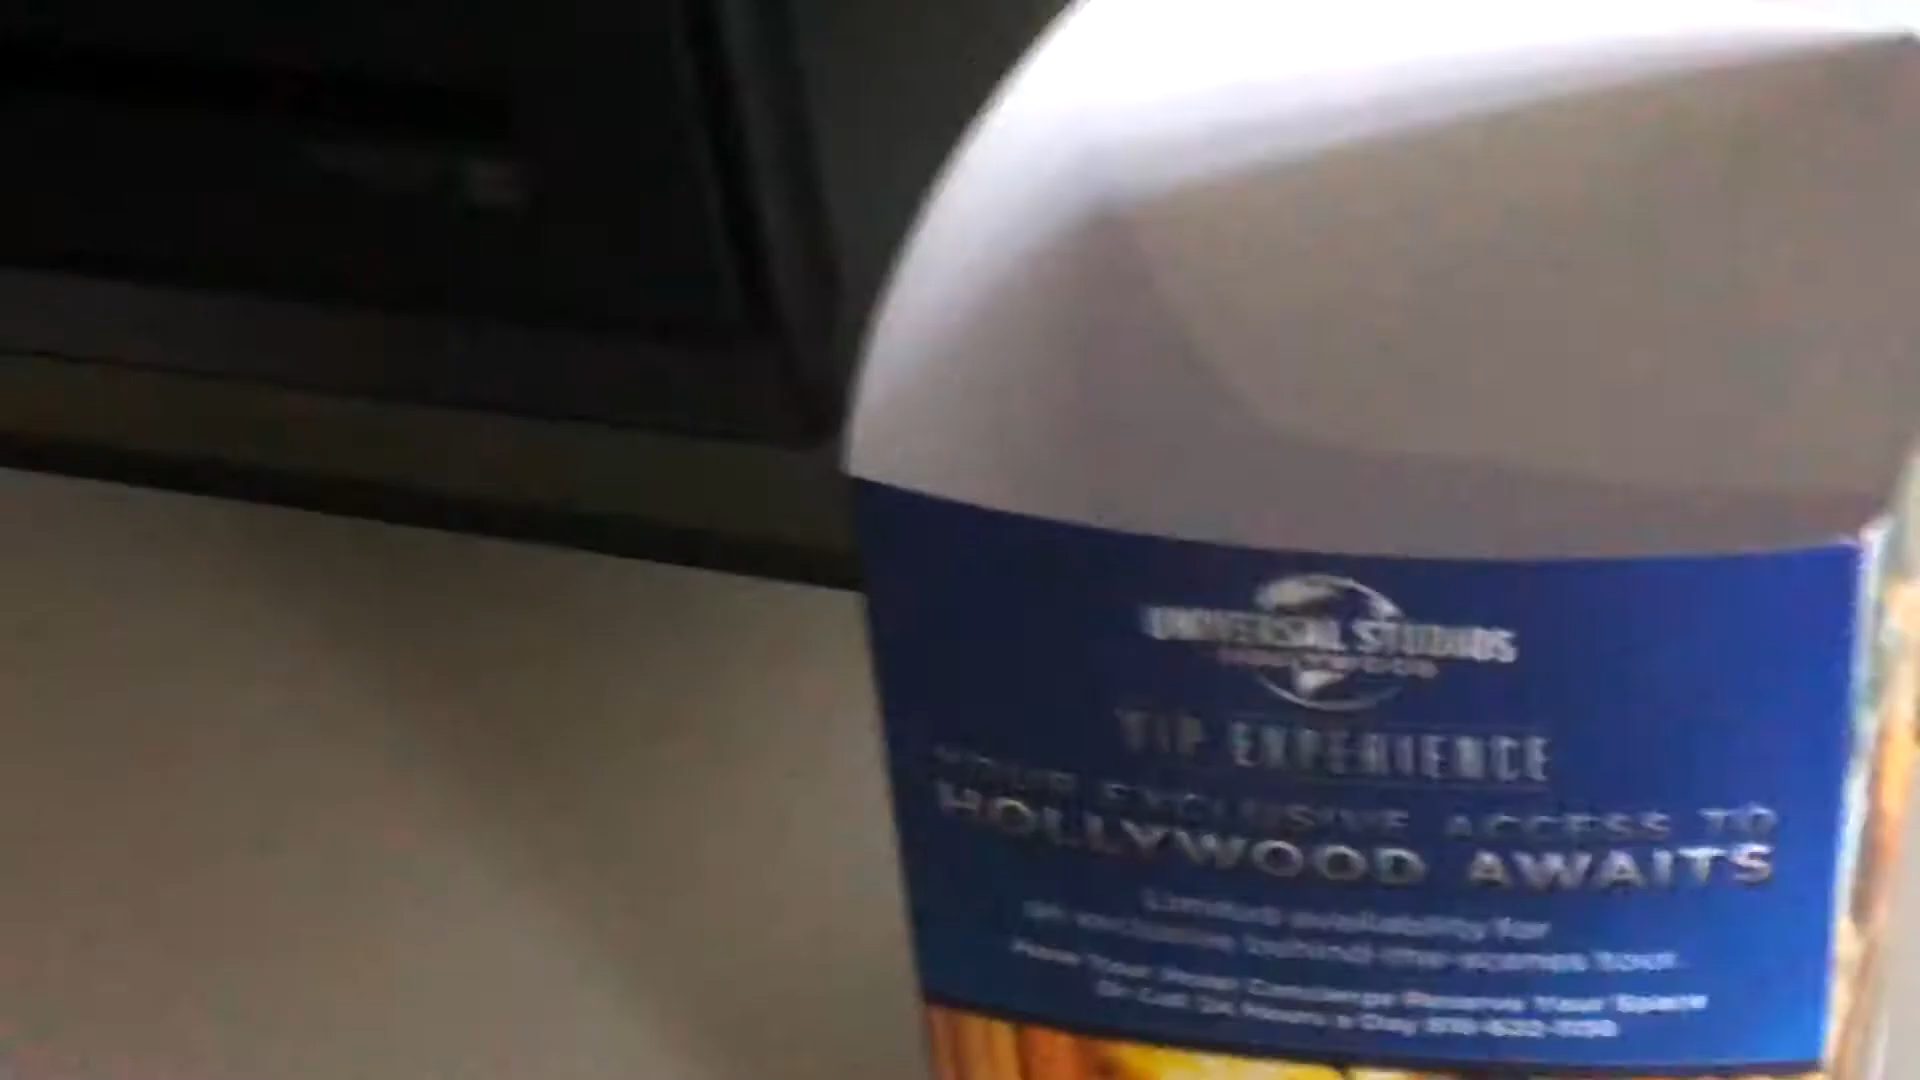 UNIVERSAL STUDIOS
HOLLYWOOD
VIP EXPERIENCE
YOUR EXCLUSIVE ACCESS TO
HOLLYWOOD AWAITS
Limited availability for
an exclusive behind-the-scenes tour.
Have Your Hotel Concierge Reserve Your Space
Or Call 24 Hours a Day